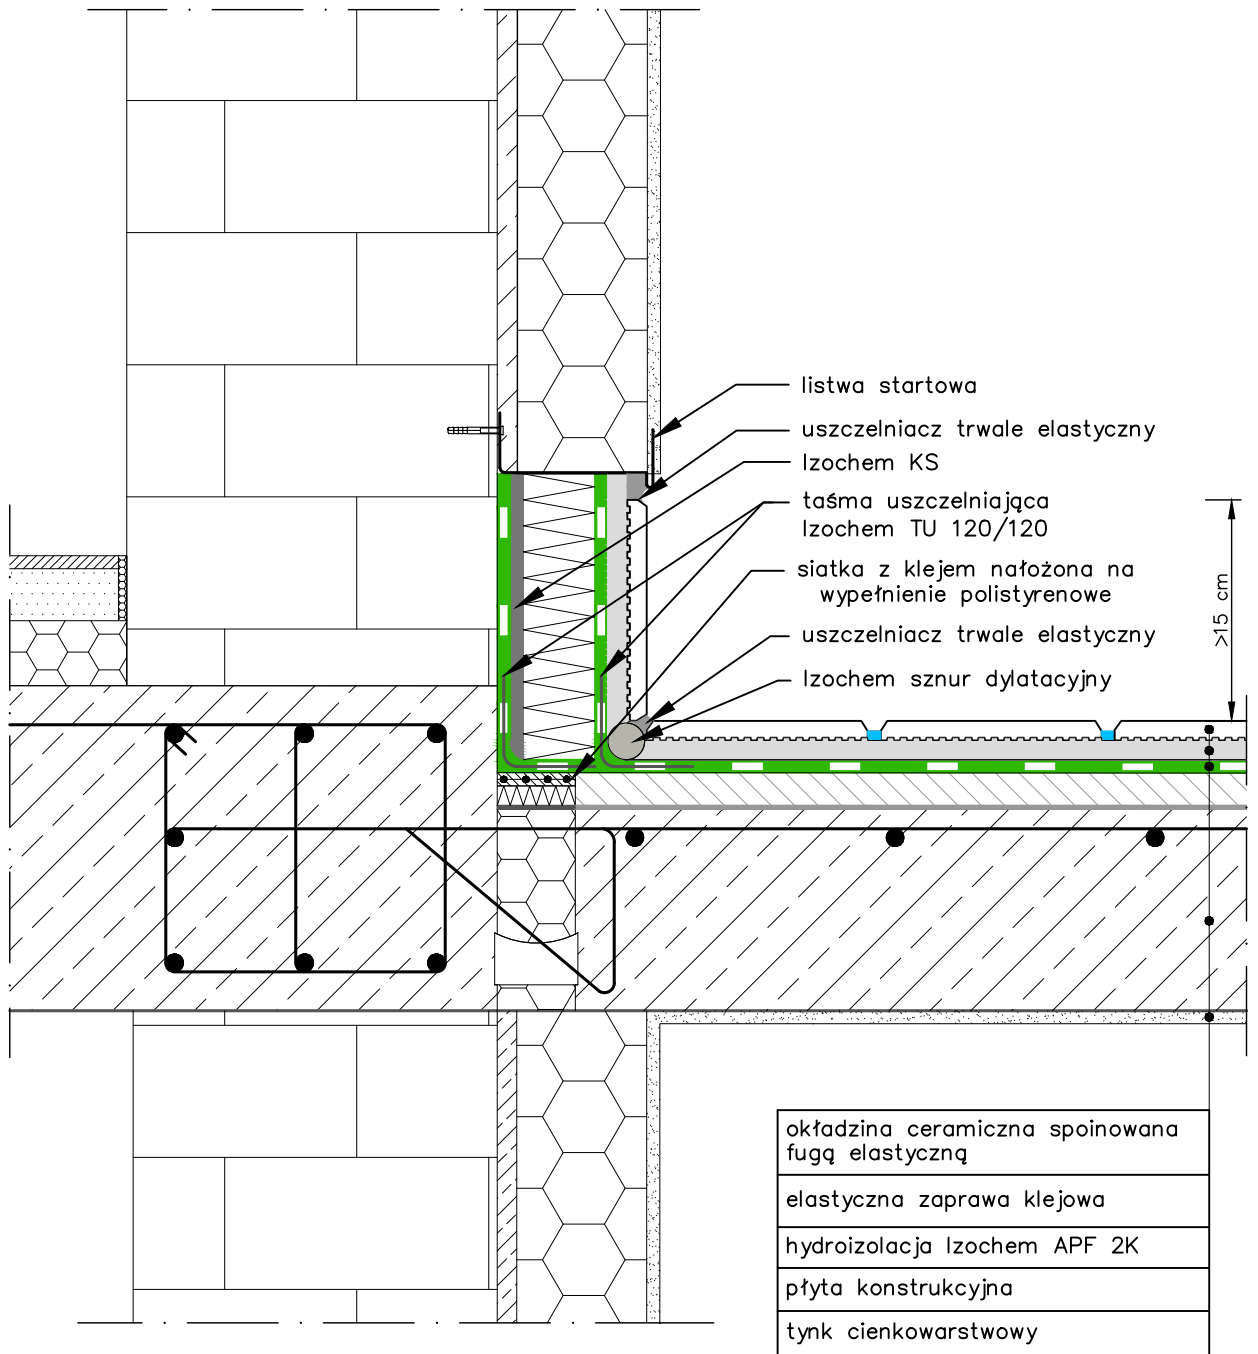 listwa startowa
uszczelniacz trwale elastyczny
Izochem KS
taśma uszczelniająca
Izochem TU 120/120
siatka z klejem nałożona na
wypełnienie polistyrenowe
uszczelniacz trwale elastyczny
Izochem sznur dylatacyjny
>15 cm
okładzina ceramiczna spoinowana
fugą elastyczną
elastyczna zaprawa klejowa
hydroizolacja Izochem APF 2K
płyta konstrukcyjna
tynk cienkowarstwowy